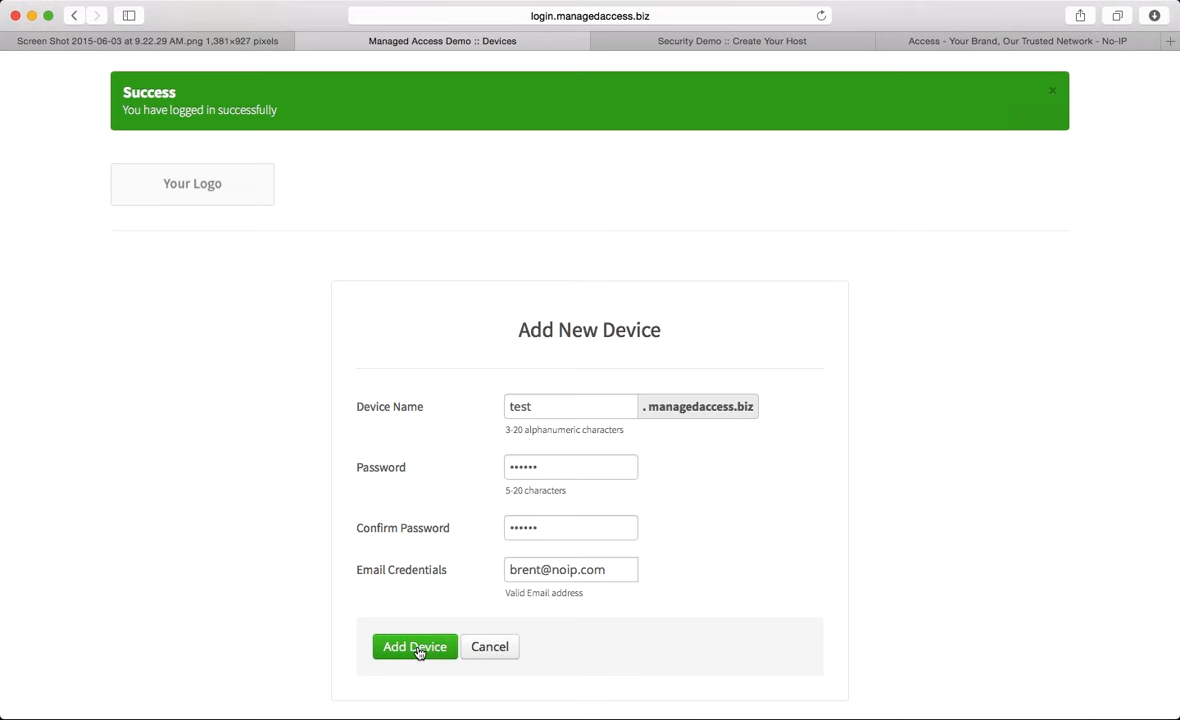 login.managedaccess.biz
Screen Shot 2015-06-03 at 9.22.29 AM.png 1,381×927 pixels
Managed Access Demo :: Devices
Security Demo :: Create Your Host
Access - Your Brand, Our Trusted Network - No-IP
Success
You have logged in successfully
Your Logo
Add New Device
Device Name
test
. managedaccess.biz
3-20 alphanumeric characters
Password
••••••
5-20 characters
Confirm Password
••••••
Email Credentials
brent@noip.com
Valid Email address
Add Device
Cancel